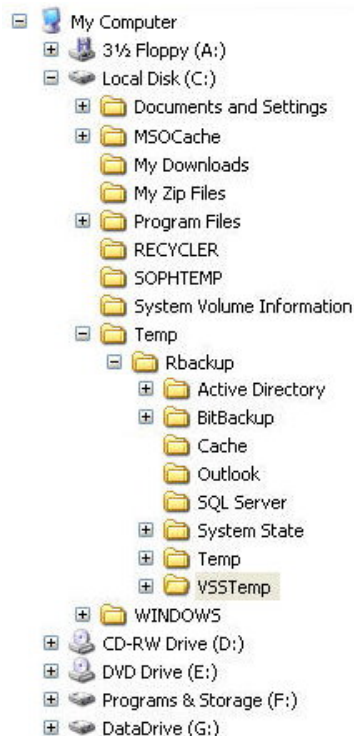 My Computer
3½ Floppy (A:)
Local Disk (C:)
Documents and Settings
MSOCache
My Downloads
My Zip Files
Program Files
RECYCLER
SOPHTEMP
System Volume Information
Temp
Rbackup
Active Directory
BitBackup
Cache
Outlook
SQL Server
System State
Temp
VSSTemp
WINDOWS
CD-RW Drive (D:)
DVD Drive (E:)
Programs & Storage (F:)
DataDrive (G:)